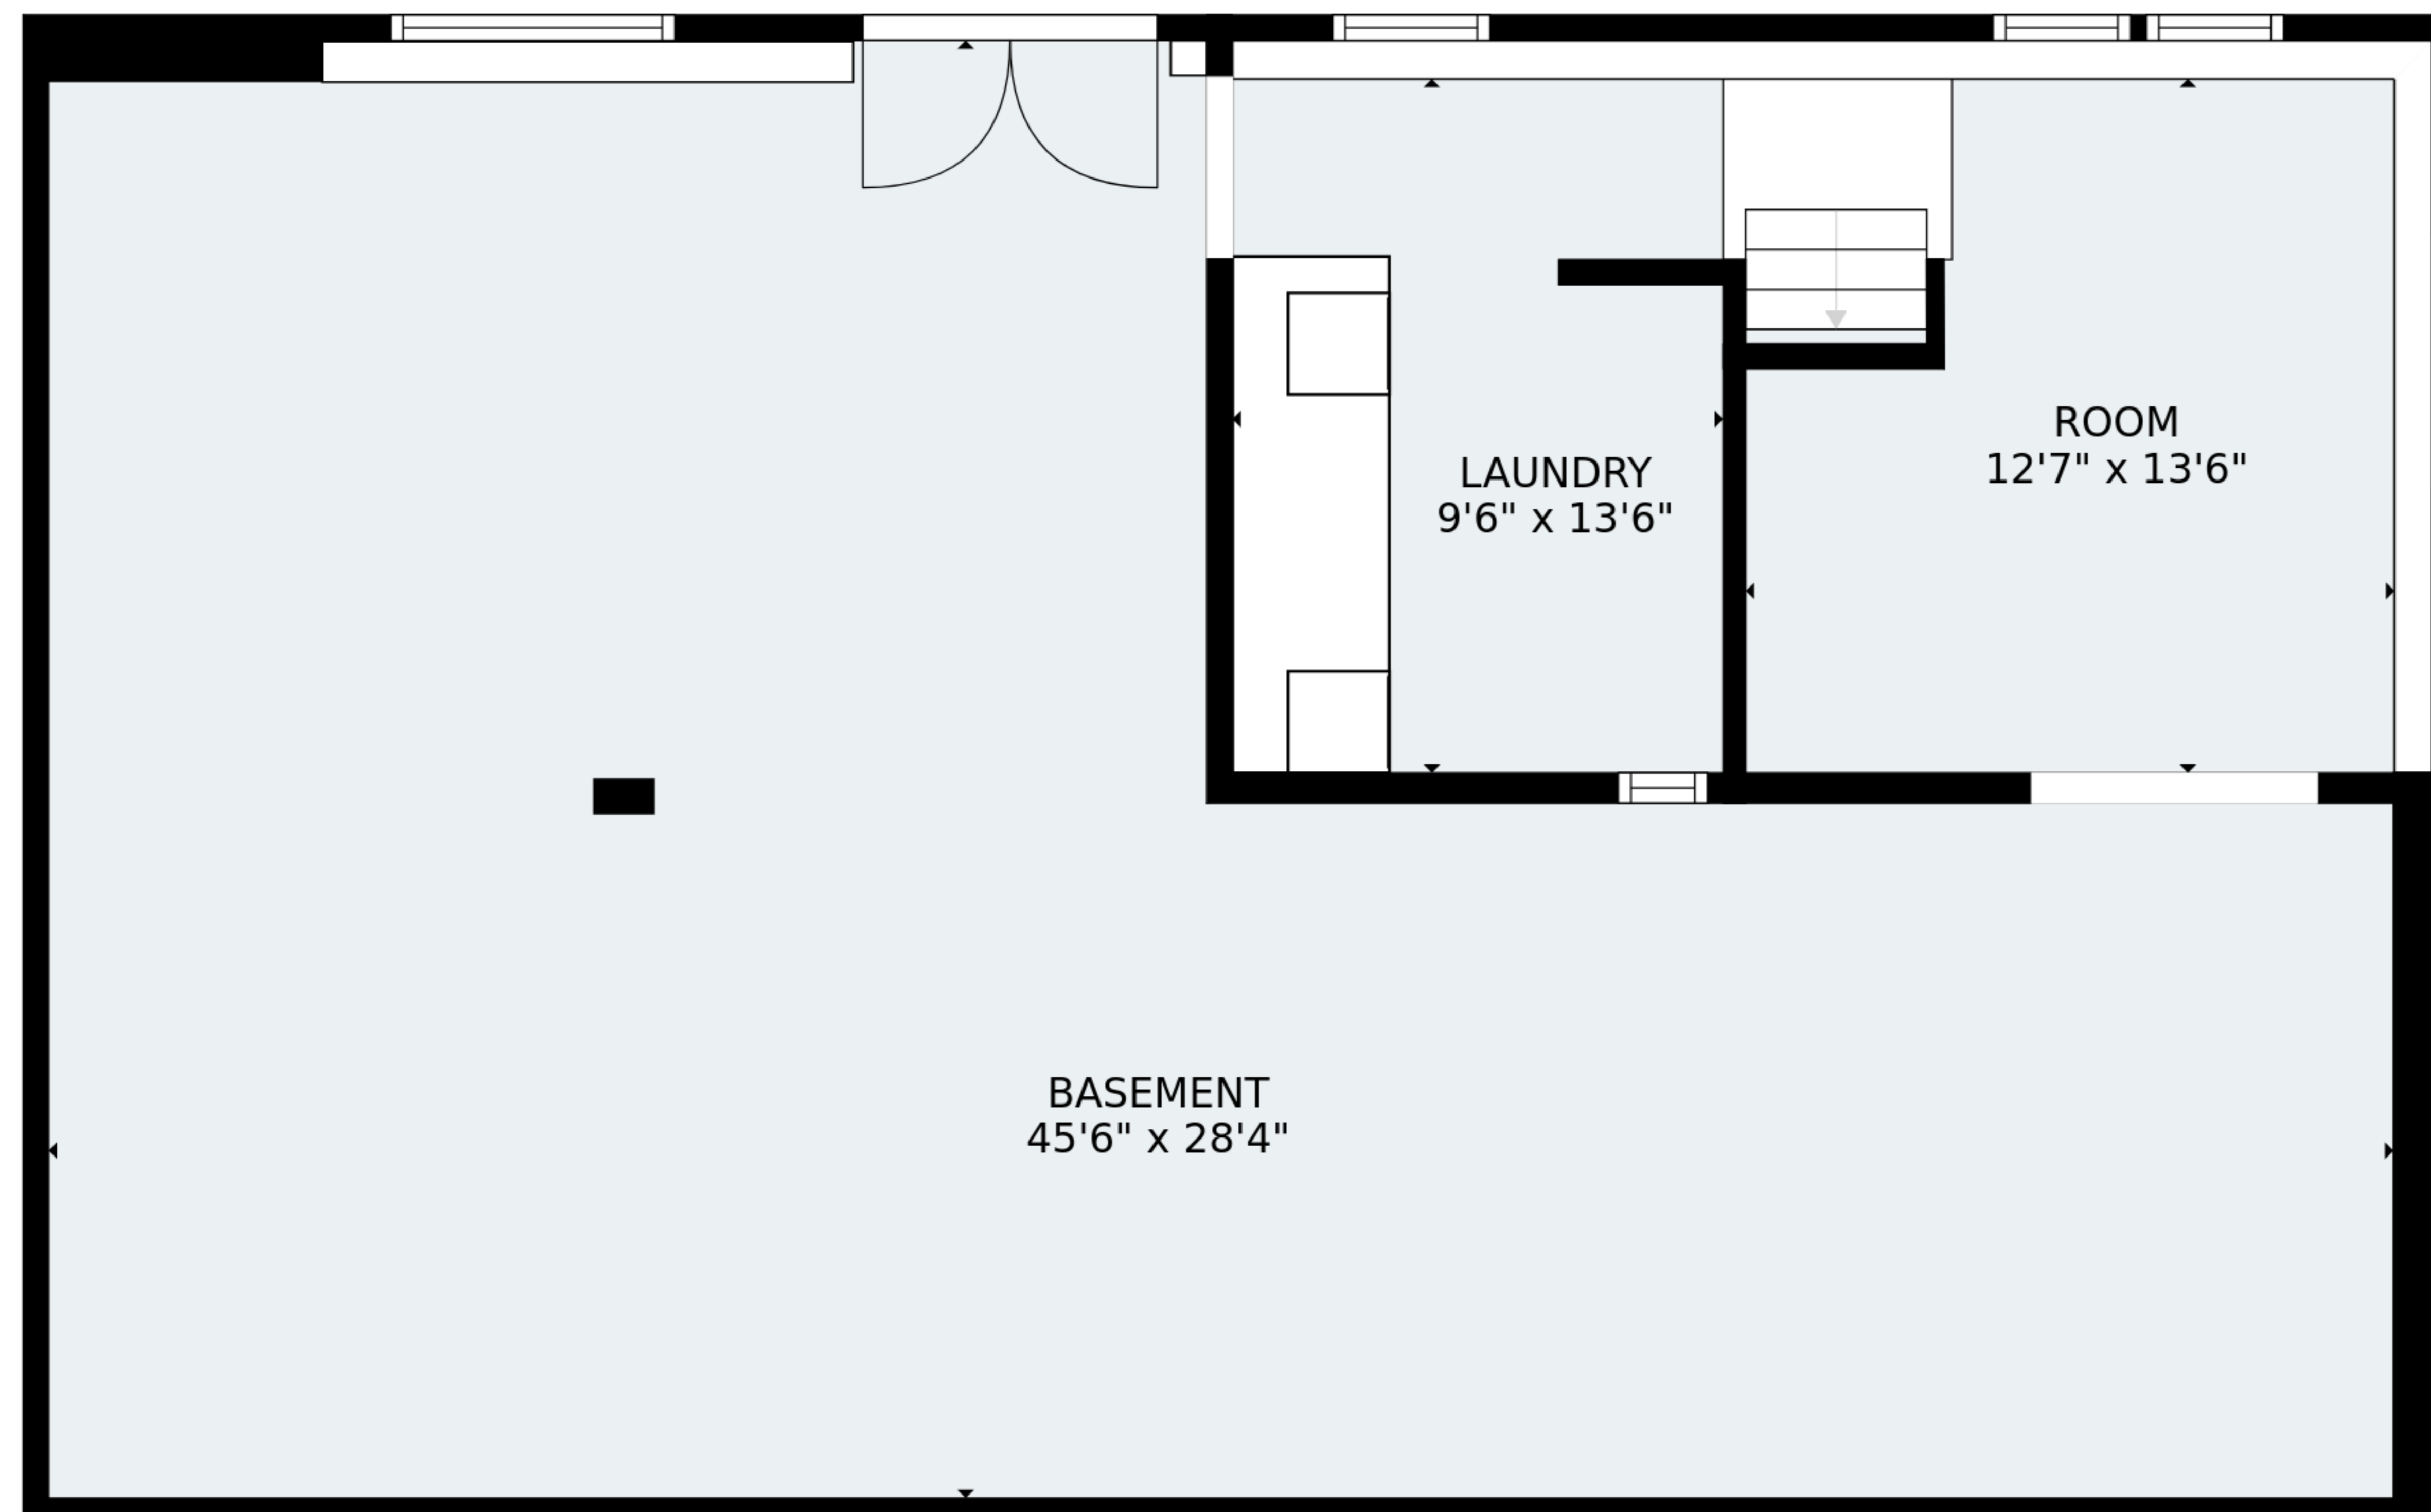 ROOM
12'7" x 13'6"
LAUNDRY
9'6" x 13'6"
BASEMENT
45'6" x 28'4"